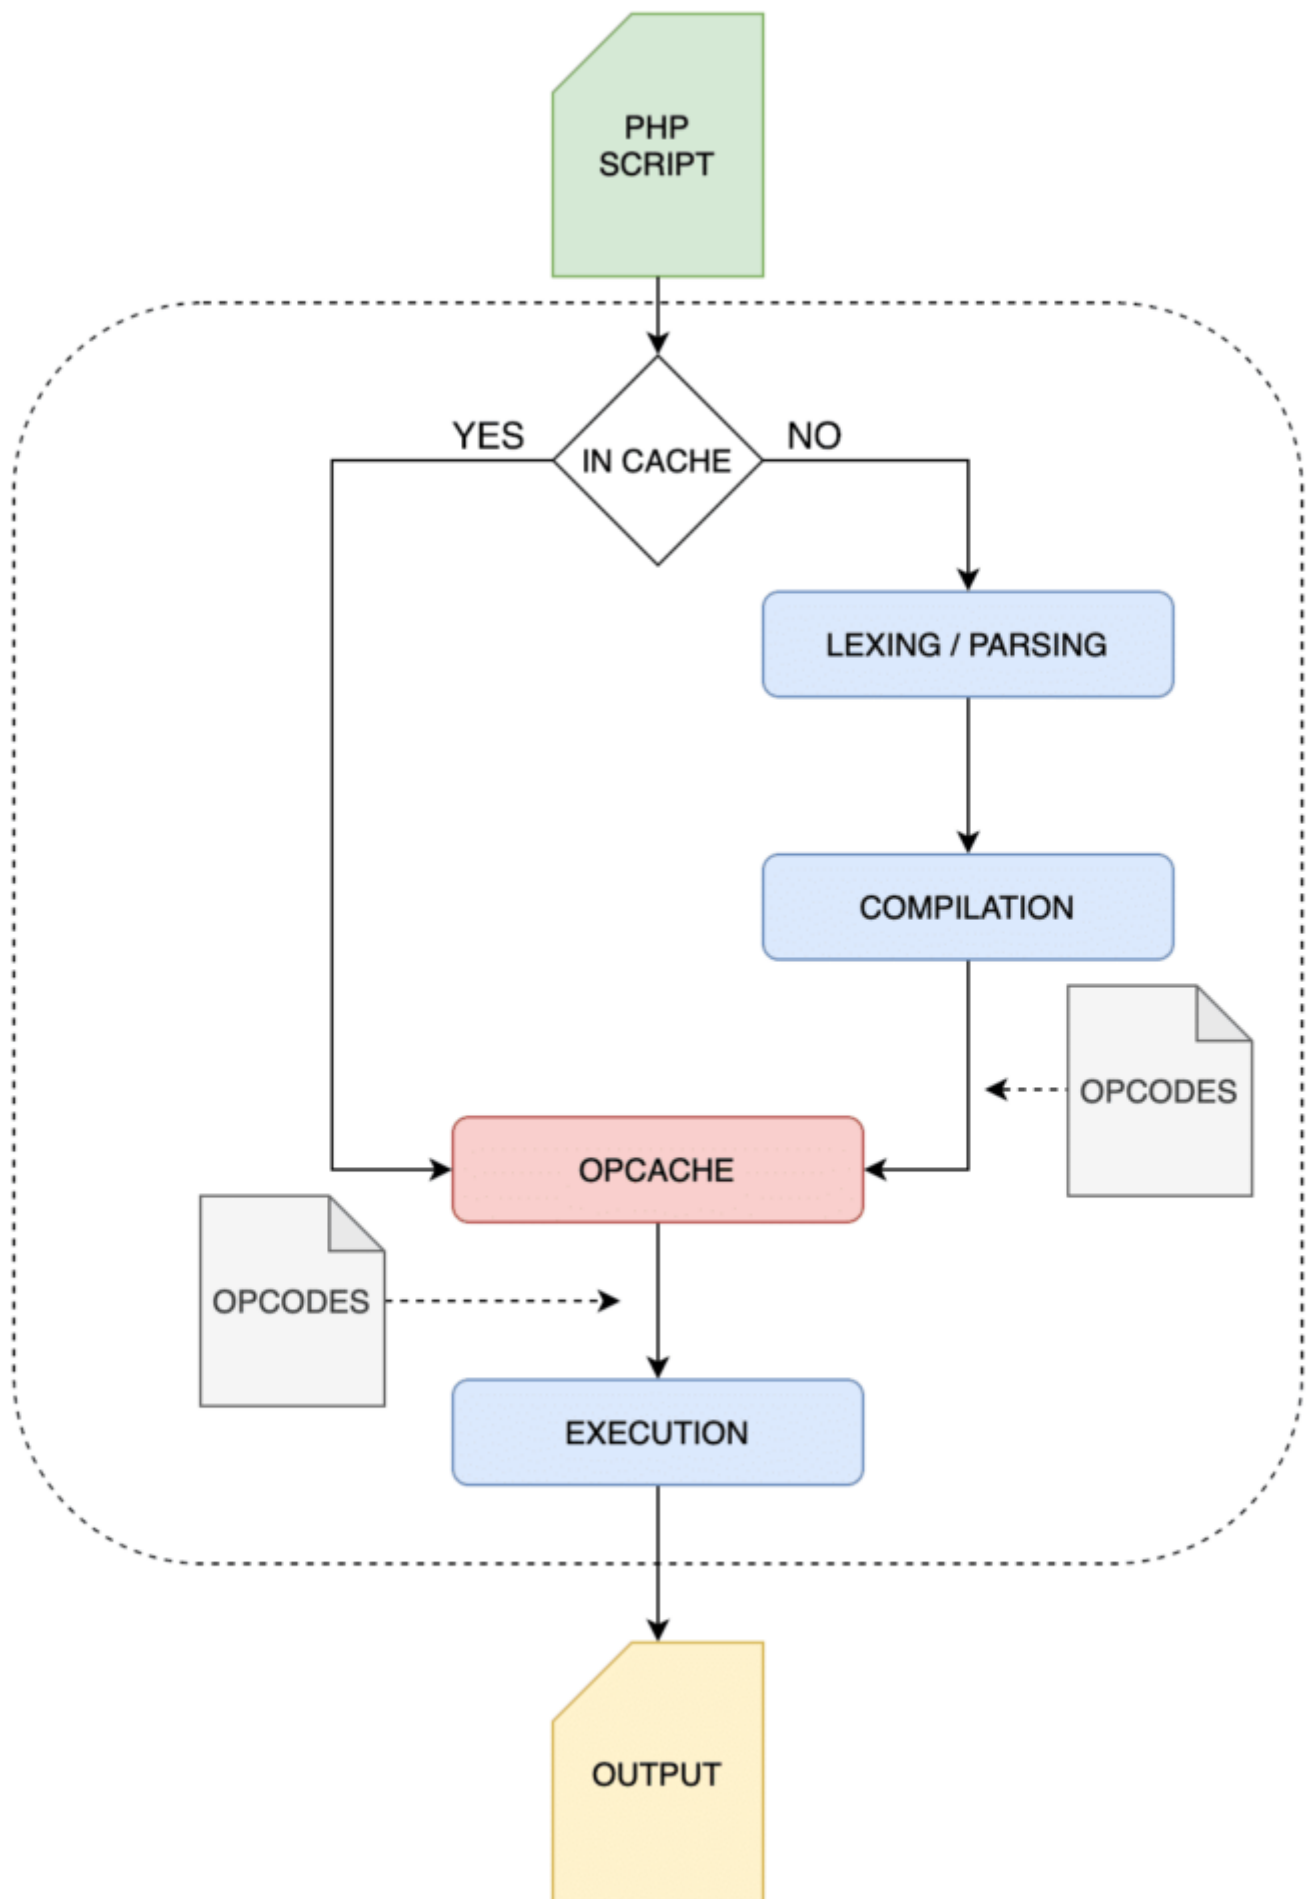 PHP
SCRIPT
YES
NO
IN CACHE
LEXING / PARSING
COMPILATION
OPCODES
OPCACHE
OPCODES
EXECUTION
OUTPUT